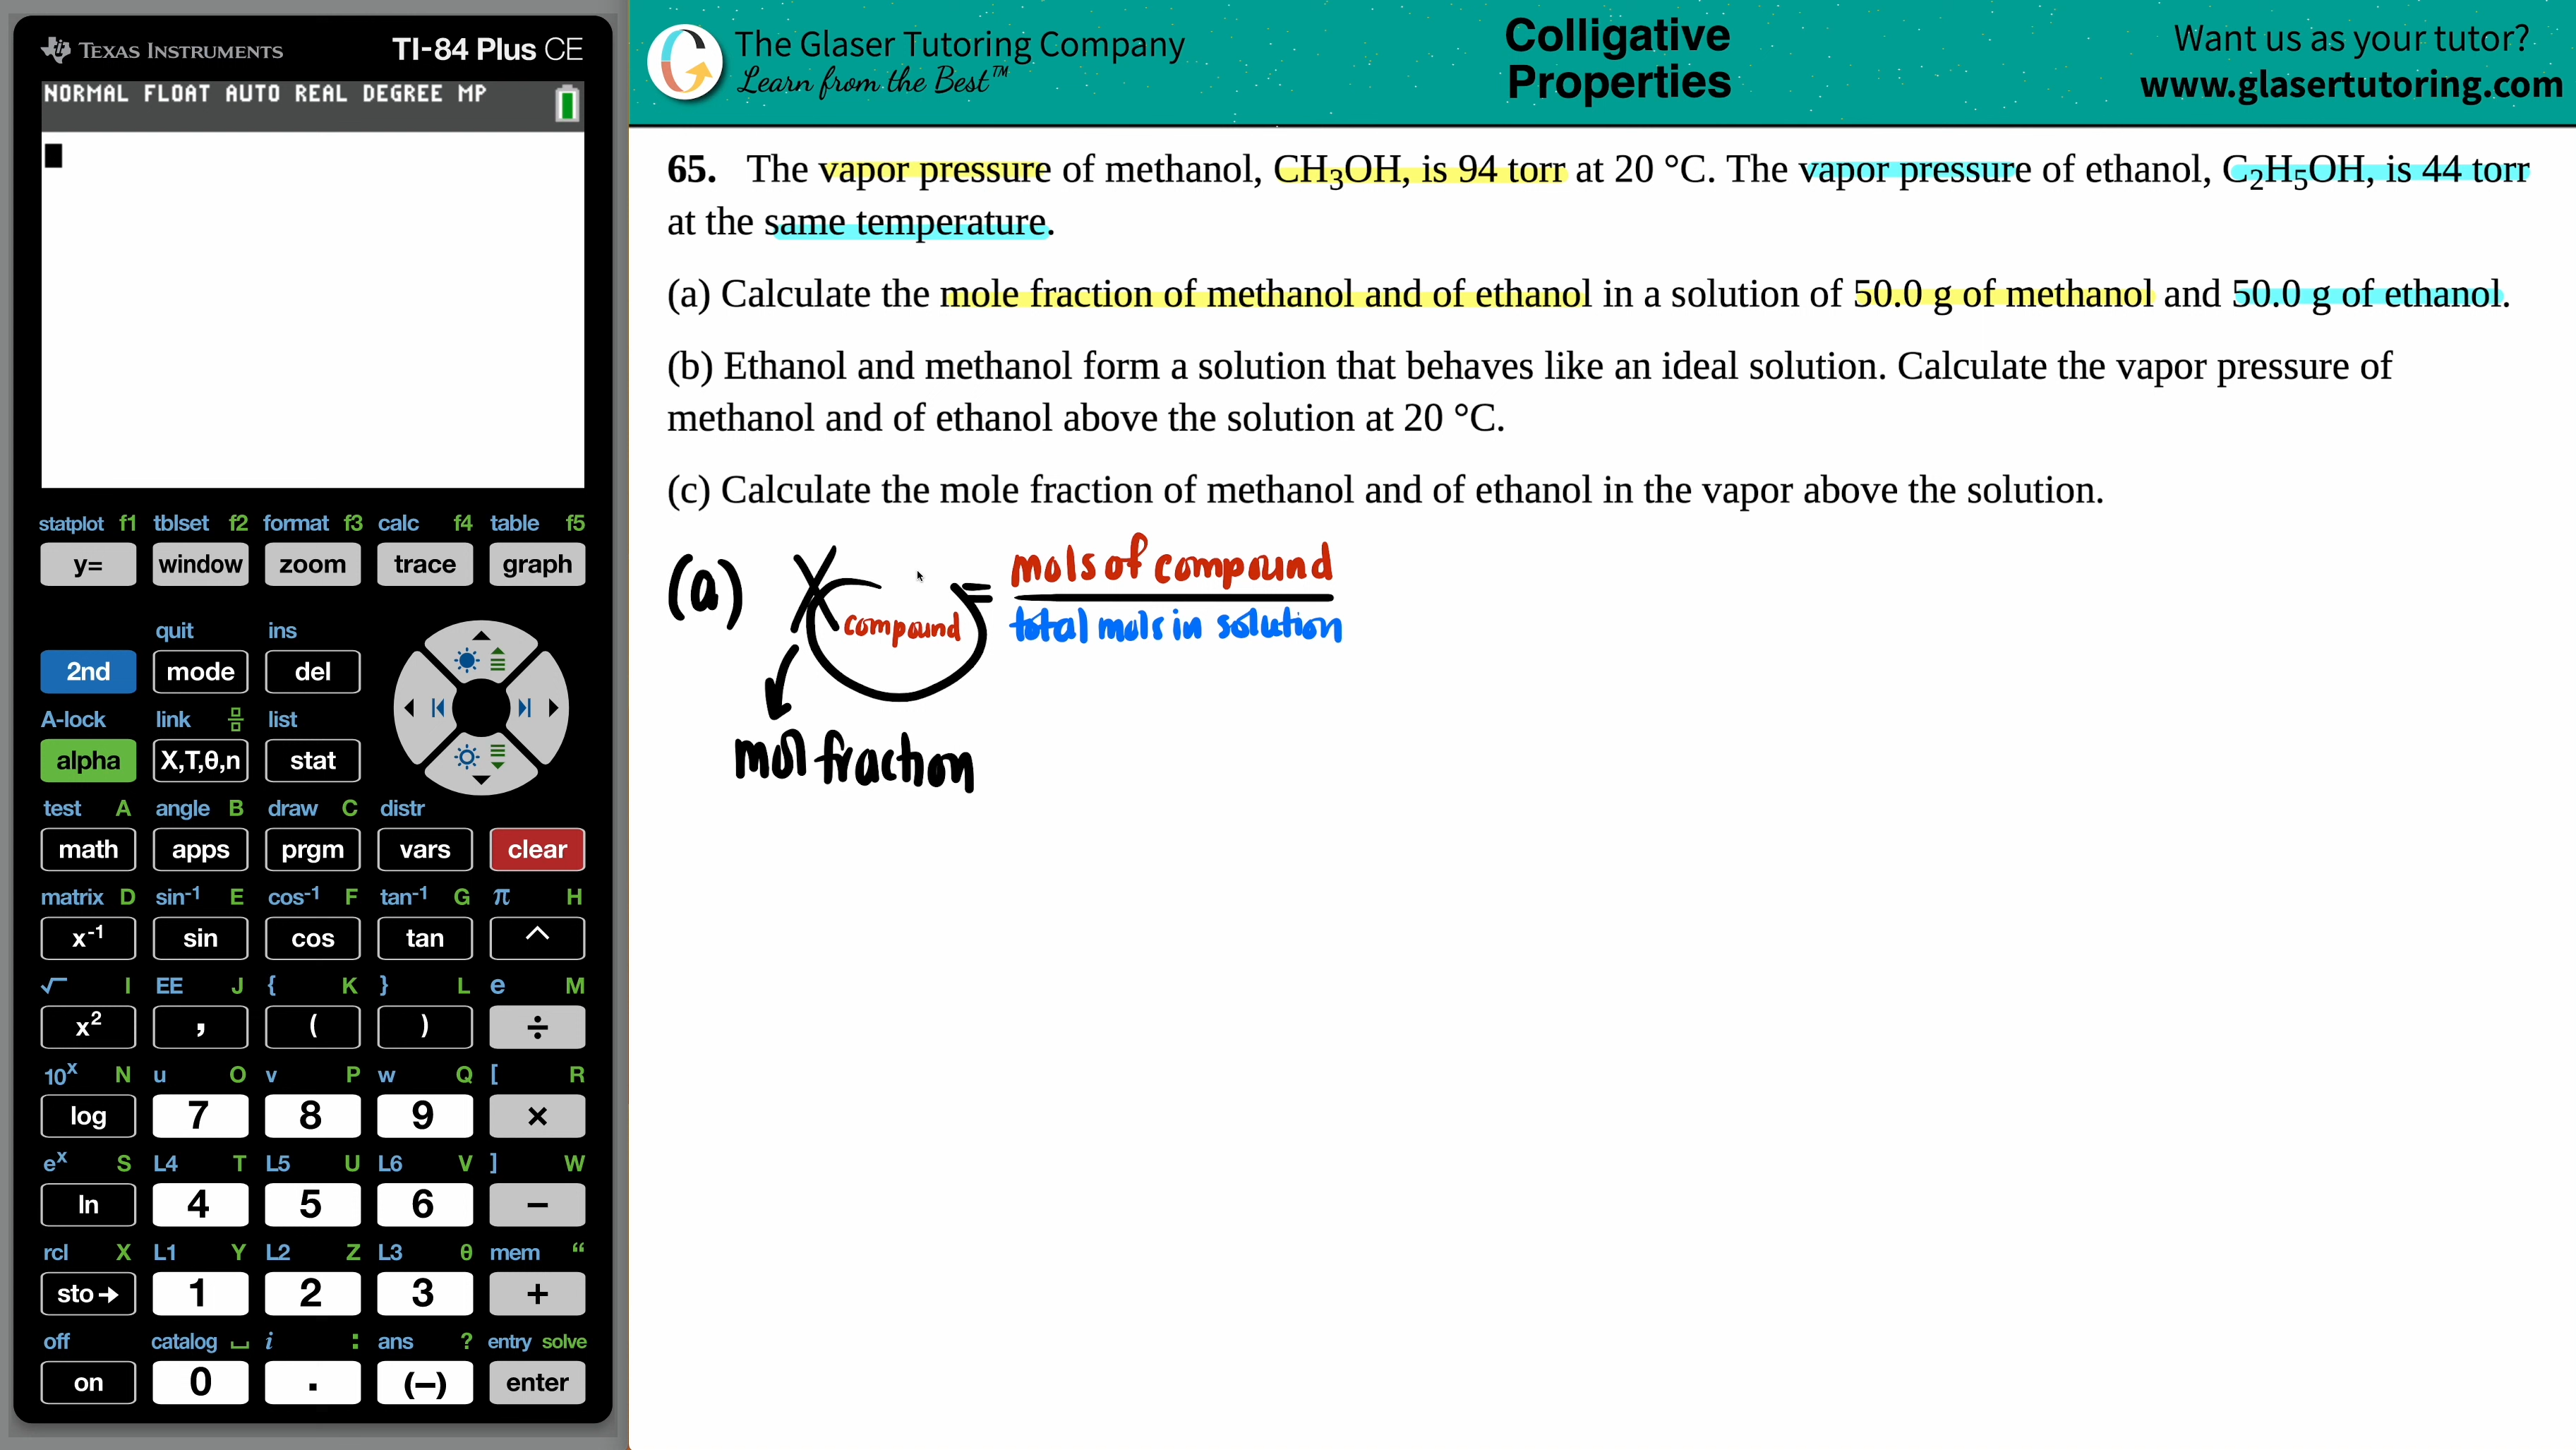 TEXAS INSTRUMENTS TI-84 Plus CE
NORMAL FLOAT AUTO REAL DEGREE MP
statplot f1 tblset f2 format f3 calc f4 table f5
y= window zoom trace graph
quit ins
2nd mode del
A-lock link list
alpha X,T,θ,n stat
test A angle B draw C distr
math apps prgm vars clear
matrix D sin⁻¹ E cos⁻¹ F tan⁻¹ G π H
x⁻¹ sin cos tan ^
√ I EE J { K } L e M
x² , ( ) ÷
10ˣ N u O v P w Q [ R
log 7 8 9 ×
eˣ S L4 T L5 U L6 V ] W
ln 4 5 6 −
rcl X L1 Y L2 Z L3 θ mem “
sto→ 1 2 3 +
off catalog ⎵ i : ans ? entry solve
on 0 . (−) enter
The Glaser Tutoring Company
Learn from the Best™
Colligative
Properties
Want us as your tutor?
www.glasertutoring.com
65. The vapor pressure of methanol, CH₃OH, is 94 torr at 20 °C. The vapor pressure of ethanol, C₂H₅OH, is 44 torr
at the same temperature.
(a) Calculate the mole fraction of methanol and of ethanol in a solution of 50.0 g of methanol and 50.0 g of ethanol.
(b) Ethanol and methanol form a solution that behaves like an ideal solution. Calculate the vapor pressure of
methanol and of ethanol above the solution at 20 °C.
(c) Calculate the mole fraction of methanol and of ethanol in the vapor above the solution.
(a) X compound = mols of compound
total mols in solution
mol fraction